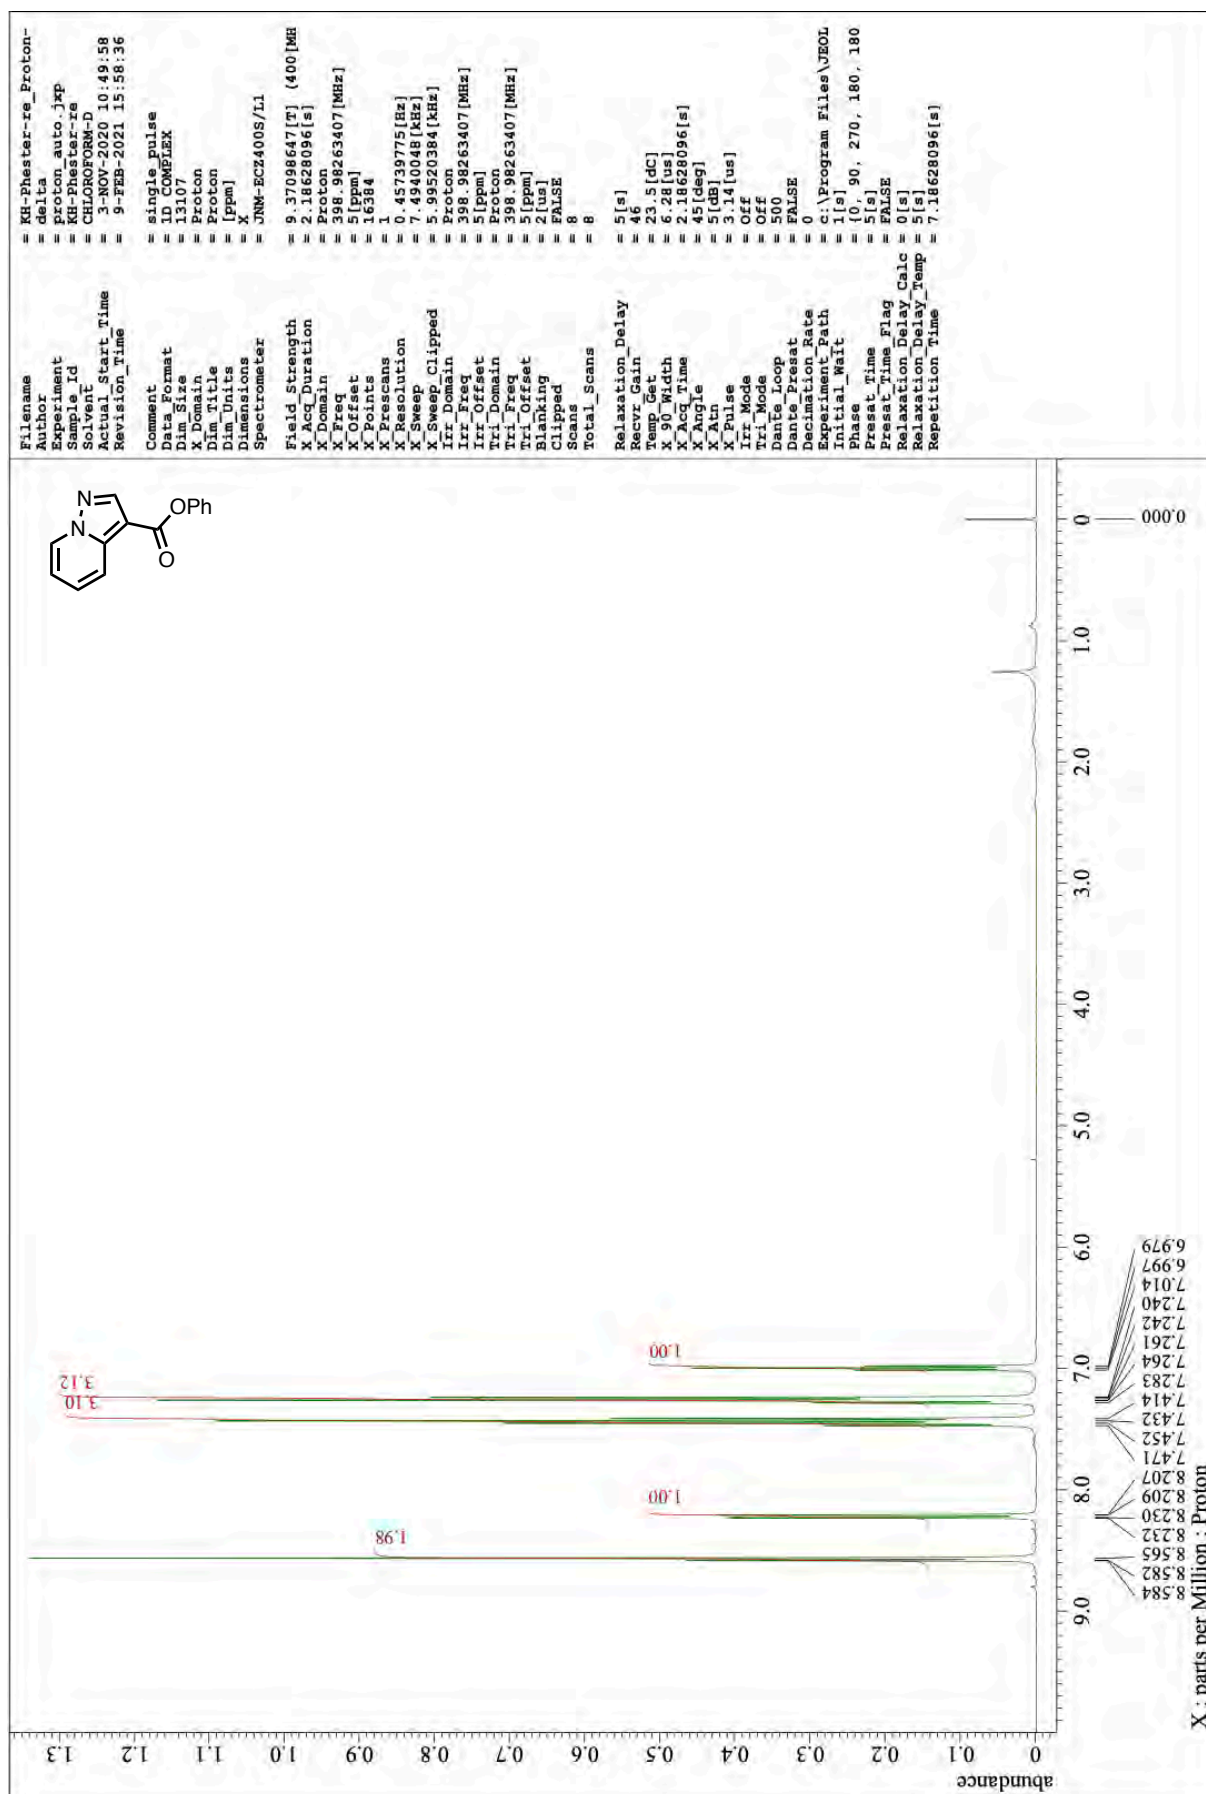 Filename = KH-Phester-re_Proton-
Author = delta
Experiment = proton_auto.jxp
Sample_Id = KH-Phester-re
Solvent = CHLOROFORM-D
Actual_Start_Time = 3-NOV-2020 10:49:58
Revision_Time = 9-FEB-2021 15:58:36
Comment = single_pulse
Data_Format = 1D COMPLEX
Dim_Size = 13107
X_Domain = Proton
Dim_Title = Proton
Dim_Units = [ppm]
Dimensions = X
Spectrometer = JNM-ECZ400S/L1
Field_Strength = 9.37098647[T] (400[MH
X_Acq_Duration = 2.18628096[s]
X_Domain = Proton
X_Freq = 398.98263407[MHz]
X_Offset = 5[ppm]
X_Points = 16384
X_Prescans = 1
X_Resolution = 0.45739775[Hz]
X_Sweep = 7.4940048[kHz]
X_Sweep_Clipped = 5.99520384[kHz]
Irr_Domain = Proton
Irr_Freq = 398.98263407[MHz]
Irr_Offset = 5[ppm]
Tri_Domain = Proton
Tri_Freq = 398.98263407[MHz]
Tri_Offset = 5[ppm]
Blanking = 2[us]
Clipped = FALSE
Scans = 8
Total_Scans = 8
Relaxation_Delay = 5[s]
Recvr_Gain = 46
Temp_Get = 23.5[dC]
X_90_Width = 6.28[us]
X_Acq_Time = 2.18628096[s]
X_Angle = 45[deg]
X_Atn = 5[dB]
X_Pulse = 3.14[us]
Irr_Mode = Off
Tri_Mode = Off
Dante_Loop = 500
Dante_Presat = FALSE
Decimation_Rate = 0
Experiment_Path = c:\Program Files\JEOL
Initial_Wait = 1[s]
Phase = {0, 90, 270, 180, 180
Presat_Time = 5[s]
Presat_Time_Flag = FALSE
Relaxation_Delay_Calc = 0[s]
Relaxation_Delay_Temp = 5[s]
Repetition_Time = 7.18628096[s]
N
N
OPh
O
1.98
1.00
3.10
3.12
1.00
abundance
0 0.1 0.2 0.3 0.4 0.5 0.6 0.7 0.8 0.9 1.0 1.1 1.2 1.3
9.0 8.0 7.0 6.0 5.0 4.0 3.0 2.0 1.0 0
8.584
8.582
8.565
8.232
8.230
8.209
8.207
7.471
7.452
7.432
7.414
7.283
7.264
7.261
7.242
7.240
7.014
6.997
6.979
0.000
X : parts per Million : Proton